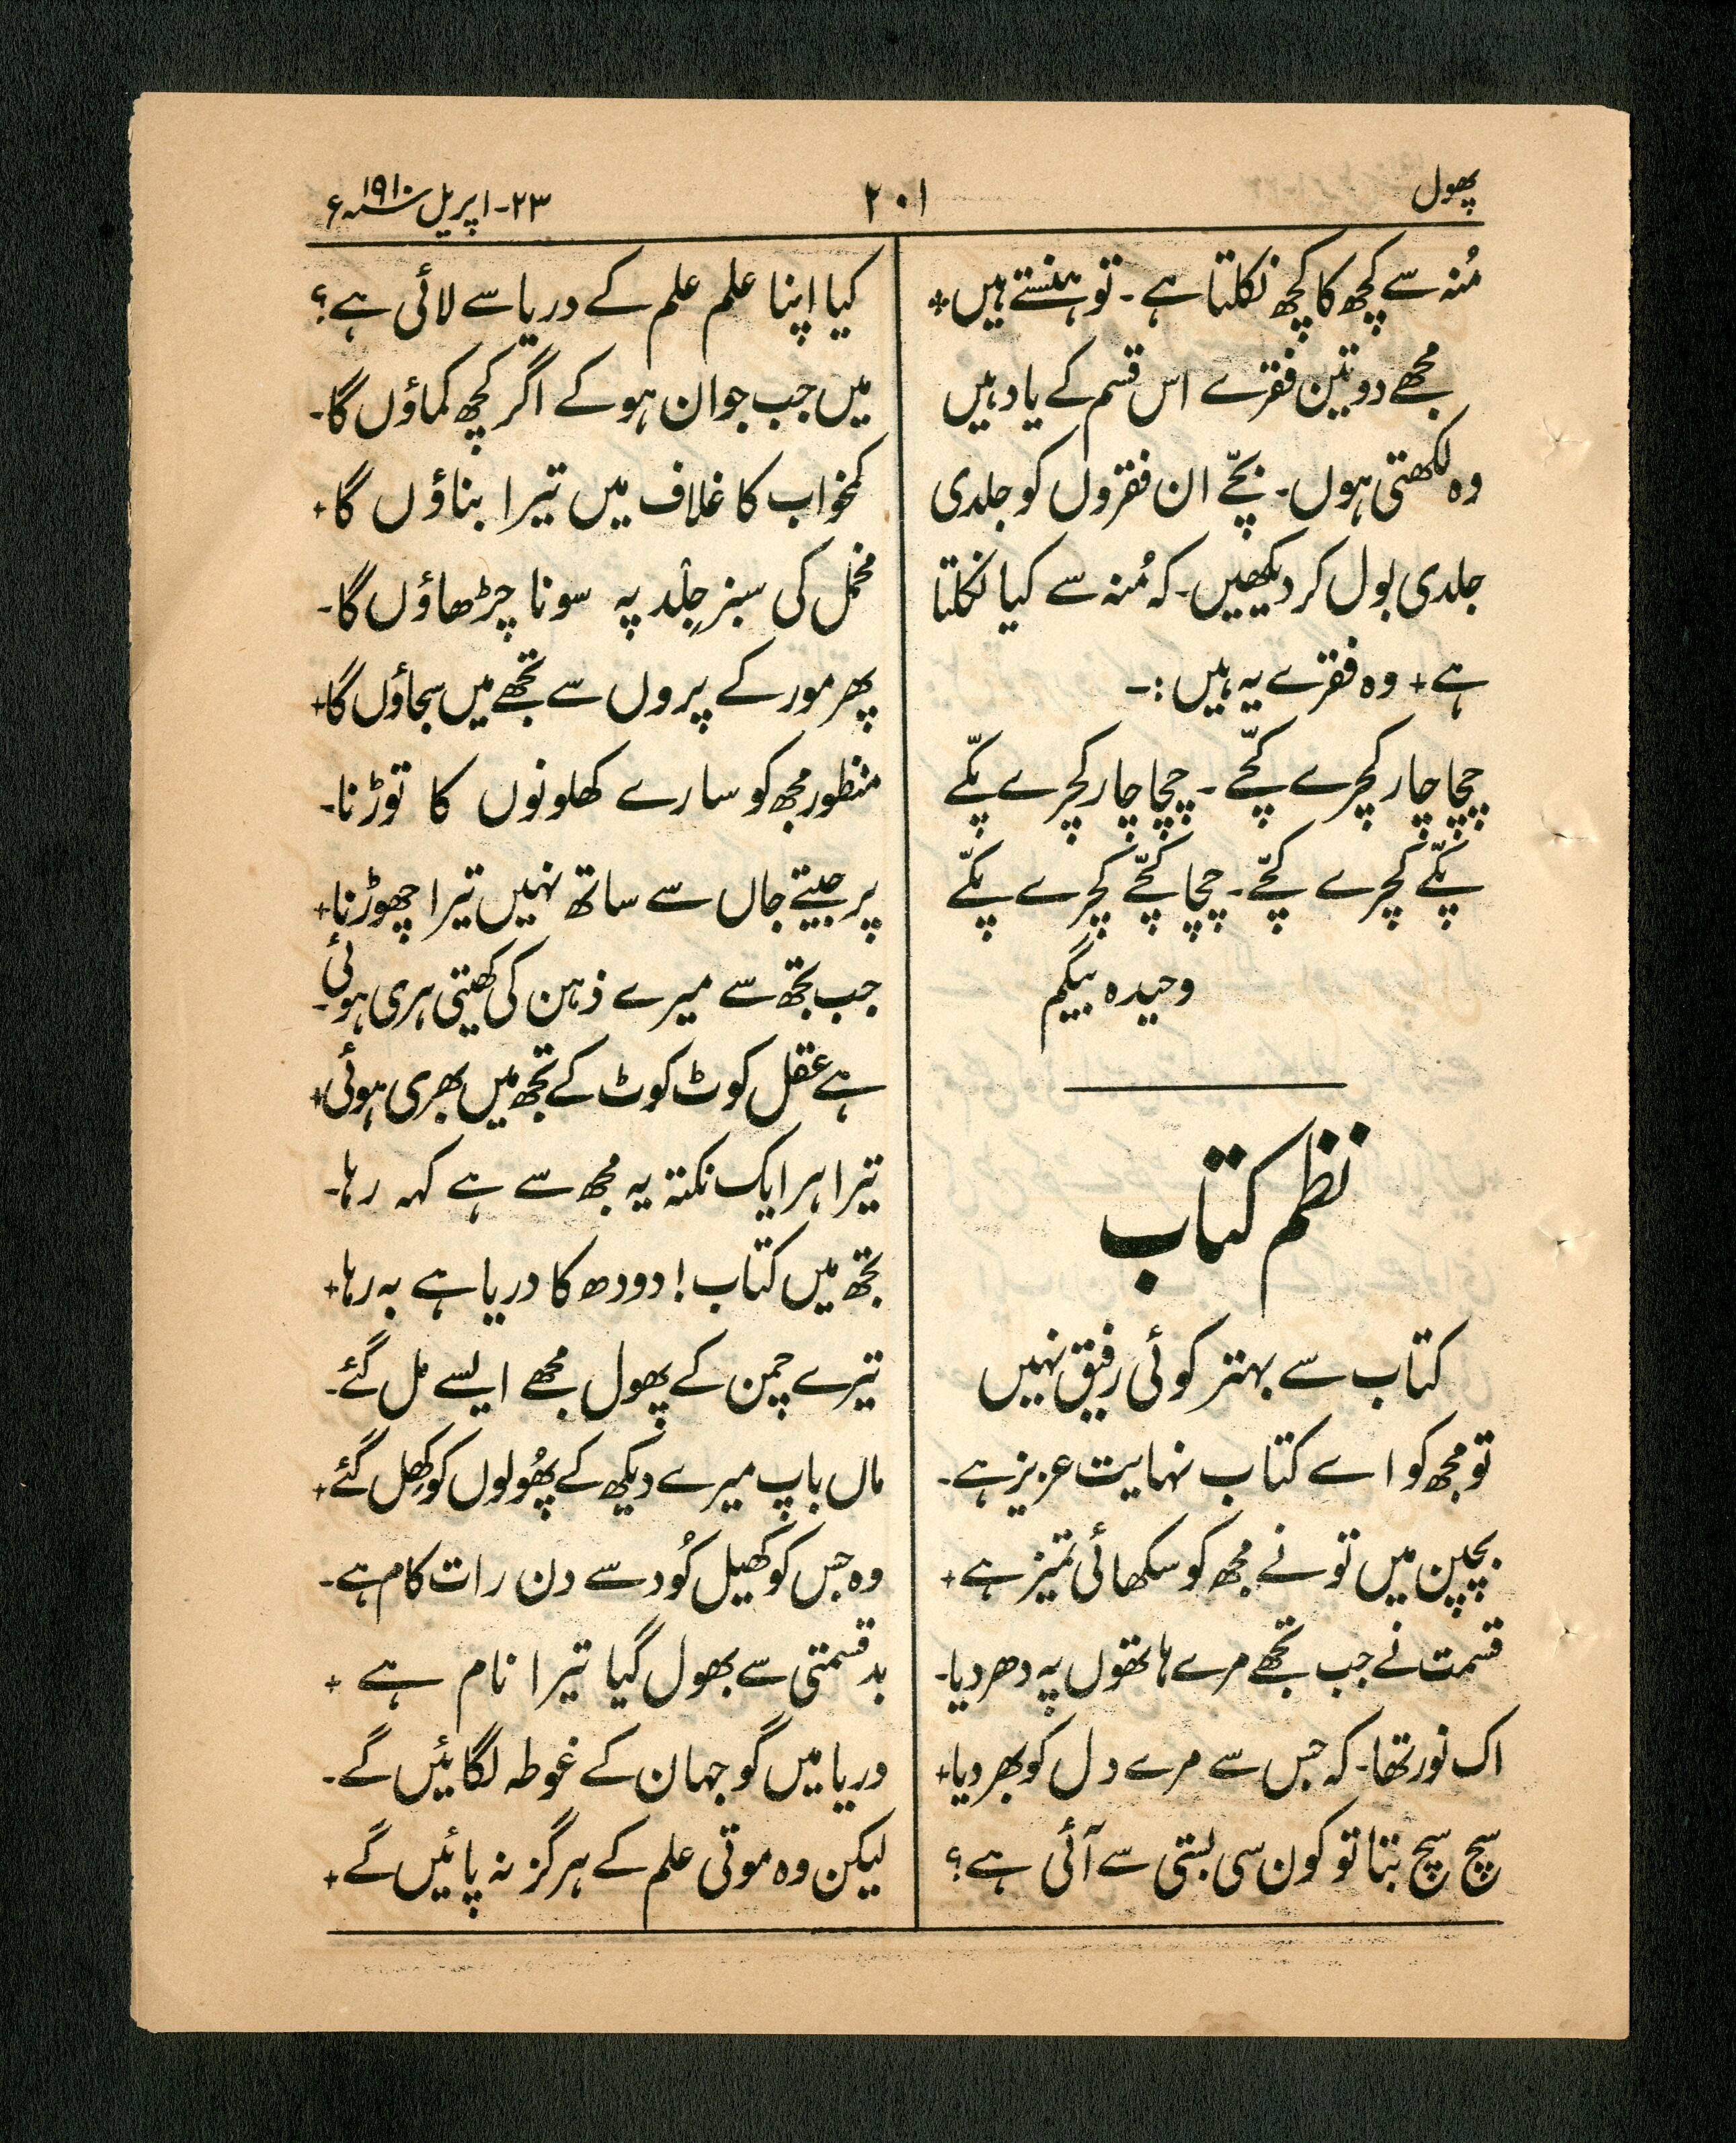 پھول
۲۰۱
۲۳-اپریل سنہ ۱۹۱۰ء
مُنہ سے کچھ کا کچھ نکلتا ہے۔ تو ہنستے ہیں+
مجھے دو تین فقرے اس قسم کے یاد ہیں
وہ لکھتی ہوں۔ بچّے ان فقروں کو جلدی
جلدی بول کر دیکھیں۔ کہ مُنہ سے کیا نکلتا
ہے+ وہ فقرے یہ ہیں :۔
چچا چار کچرے کچّے ۔ چچا چار کچرے پکّے
پکّے کچرے کچّے۔ چچا کچّے کچرے پکّے
وحیدہ بیگم
نظم کتاب
کتاب سے بہتر کوئی رفیق نہیں
تو مجھ کو اے کتاب نہایت عزیز ہے۔
بچپن میں تو نے مجھ کو سکھائی تمیز ہے+
قسمت نے جب تجھے مرے ہاتھوں پہ دھر دیا۔
اک نور تھا۔ کہ جس سے مرے دل کو بھر دیا+
سچ سچ بتا تو کون سی بستی سے آئی ہے؟
کیا اپنا علم علم کے دریا سے لائی ہے؟
میں جب جوان ہو کے اگر کچھ کماؤں گا۔
کمخواب کا غلاف میں تیرا بناؤں گا+
مخمل کی سبز جِلد پہ سونا چڑھاؤں گا۔
پھر مور کے پروں سے تجھے میں سجاؤں گا+
منظور مجھ کو سارے کھلونوں کا توڑنا۔
پر جیتے جاں سے ساتھ نہیں تیرا چھوڑنا+
جب تجھ سے میرے ذہن کی کھیتی ہری ہوئی۔
ہے عقل کوٹ کوٹ کے تجھ میں بھری ہوئی+
تیرا ہر ایک نکتہ یہ مجھ سے ہے کہہ رہا۔
تجھ میں کتاب! دودھ کا دریا ہے بہ رہا+
تیرے چمن کے پھول مجھے ایسے مل گئے۔
ماں باپ میرے دیکھ کے پھُولوں کو کھِل گئے+
وہ جس کو کھیل کُود سے دن رات کام ہے۔
بدقسمتی سے بھول گیا تیرا نام ہے +
دریا میں گو جہان کے غوطہ لگائیں گے۔
لیکن وہ موتی علم کے ہرگز نہ پائیں گے+